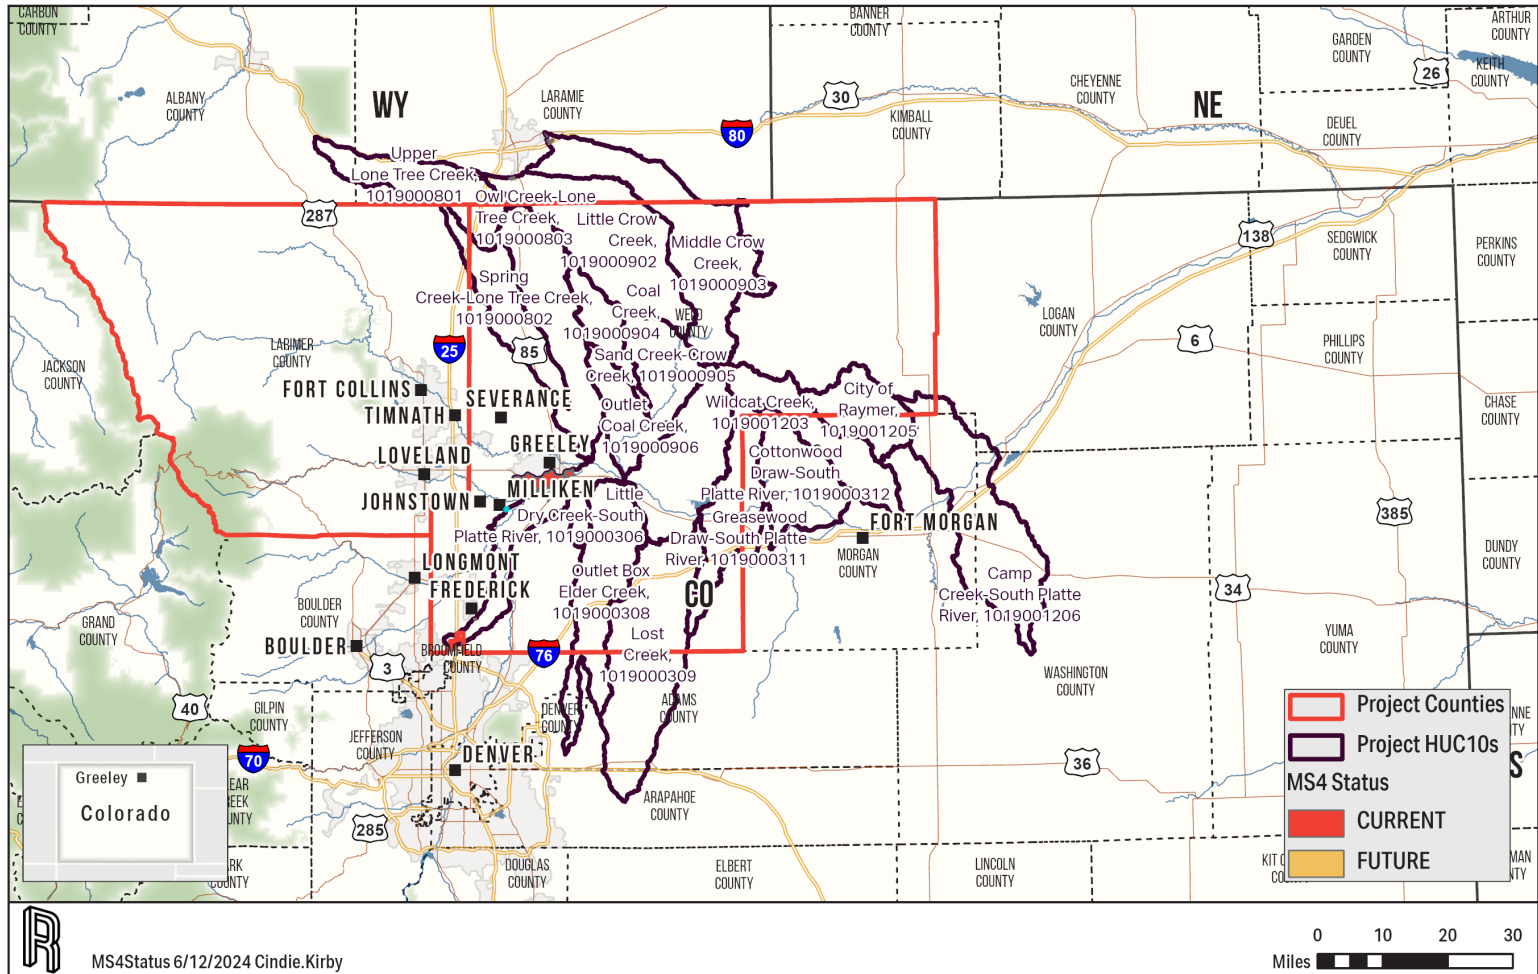 CARBON
COUNTY
BANNER
COUNTY
ARTHUR
COUNTY
GARDEN
COUNTY
KEITH
COUNTY
26
ALBANY
COUNTY
WY
LARAMIE
COUNTY
30
CHEYENNE
COUNTY
NE
KIMBALL
COUNTY
DEUEL
COUNTY
80
Upper
Lone Tree Creek,
1019000801
Owl Creek-Lone
Tree Creek,
1019000803
287
Little Crow
Creek,
1019000902
Middle Crow
Creek,
1019000903
138
SEDGWICK
COUNTY
PERKINS
COUNTY
Spring
Creek-Lone Tree Creek,
1019000802
Coal
Creek,
1019000904
WELD
COUNTY
LOGAN
COUNTY
6
PHILLIPS
COUNTY
25
85
LARIMER
COUNTY
JACKSON
COUNTY
Sand Creek-Crow
Creek, 1019000905
CHASE
COUNTY
FORT COLLINS
TIMNATH
SEVERANCE
Outlet
Coal Creek,
1019000906
Wildcat Creek,
1019001203
City of
Raymer,
1019001205
GREELEY
LOVELAND
Cottonwood
Draw-South
Platte River, 1019000312
JOHNSTOWN
MILLIKEN
Little
Dry Creek-South
Platte River, 1019000306
Greasewood
Draw-South Platte
River, 1019000311
FORT MORGAN
MORGAN
COUNTY
385
DUNDY
COUNTY
LONGMONT
FREDERICK
Outlet Box
Elder Creek,
1019000308
CO
Camp
Creek-South Platte
River, 1019001206
34
BOULDER
COUNTY
GRAND
COUNTY
BOULDER
BROOMFIELD
COUNTY
3
76
Lost
Creek,
1019000309
YUMA
COUNTY
WASHINGTON
COUNTY
40
GILPIN
COUNTY
DENVER
COUNTY
ADAMS
COUNTY
JEFFERSON
COUNTY
70
DENVER
36
285
ARAPAHOE
COUNTY
DOUGLAS
COUNTY
ELBERT
COUNTY
LINCOLN
COUNTY
Greeley
Colorado
Project Counties
Project HUC10s
MS4 Status
CURRENT
FUTURE
MS4Status 6/12/2024 Cindie.Kirby
0 10 20 30
Miles